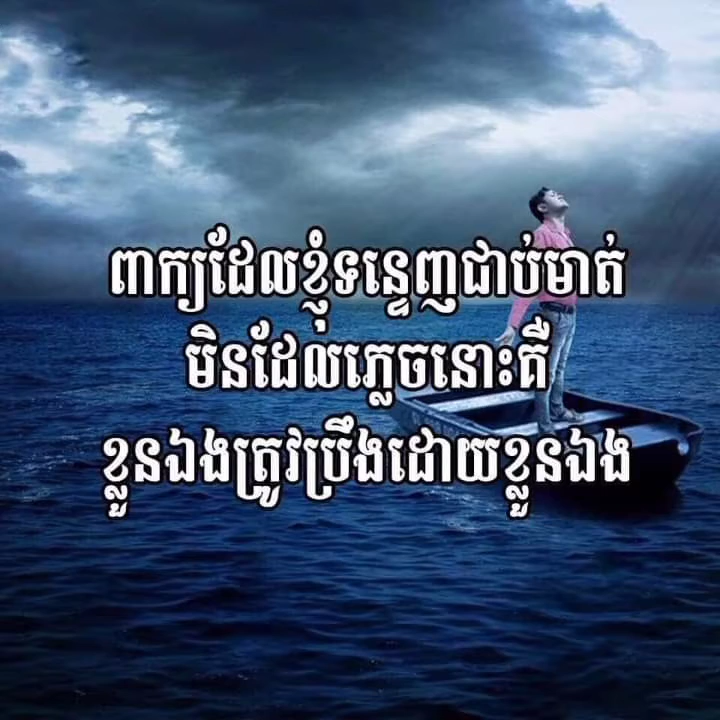 ពាក្យដែលខ្ញុំទន្ទេញជាប់មាត់
មិនដែលភ្លេចនោះគឺ
ខ្លួនឯងត្រូវប្រឹងដោយខ្លួនឯង